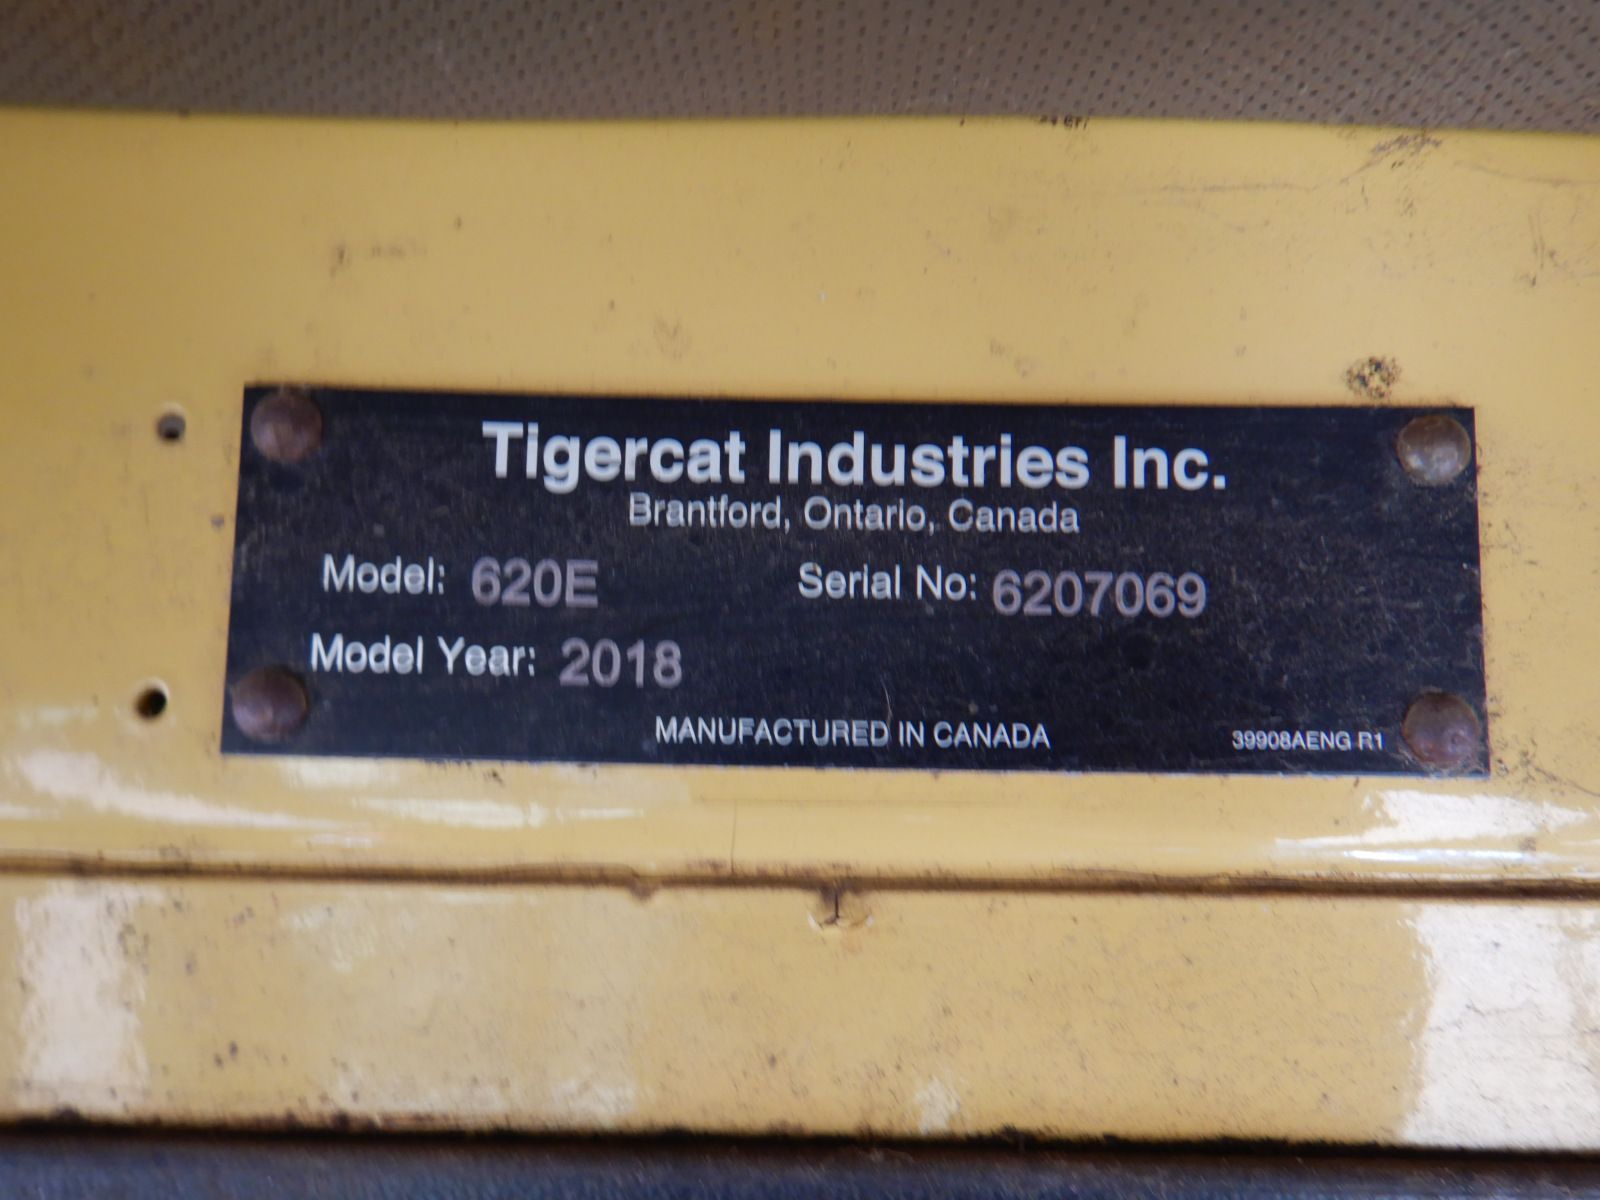 Tigercat Industries Inc.
Brantford, Ontario, Canada
Model: 620E Serial No: 6207069
Model Year: 2018
MANUFACTURED IN CANADA 39908AENG R1